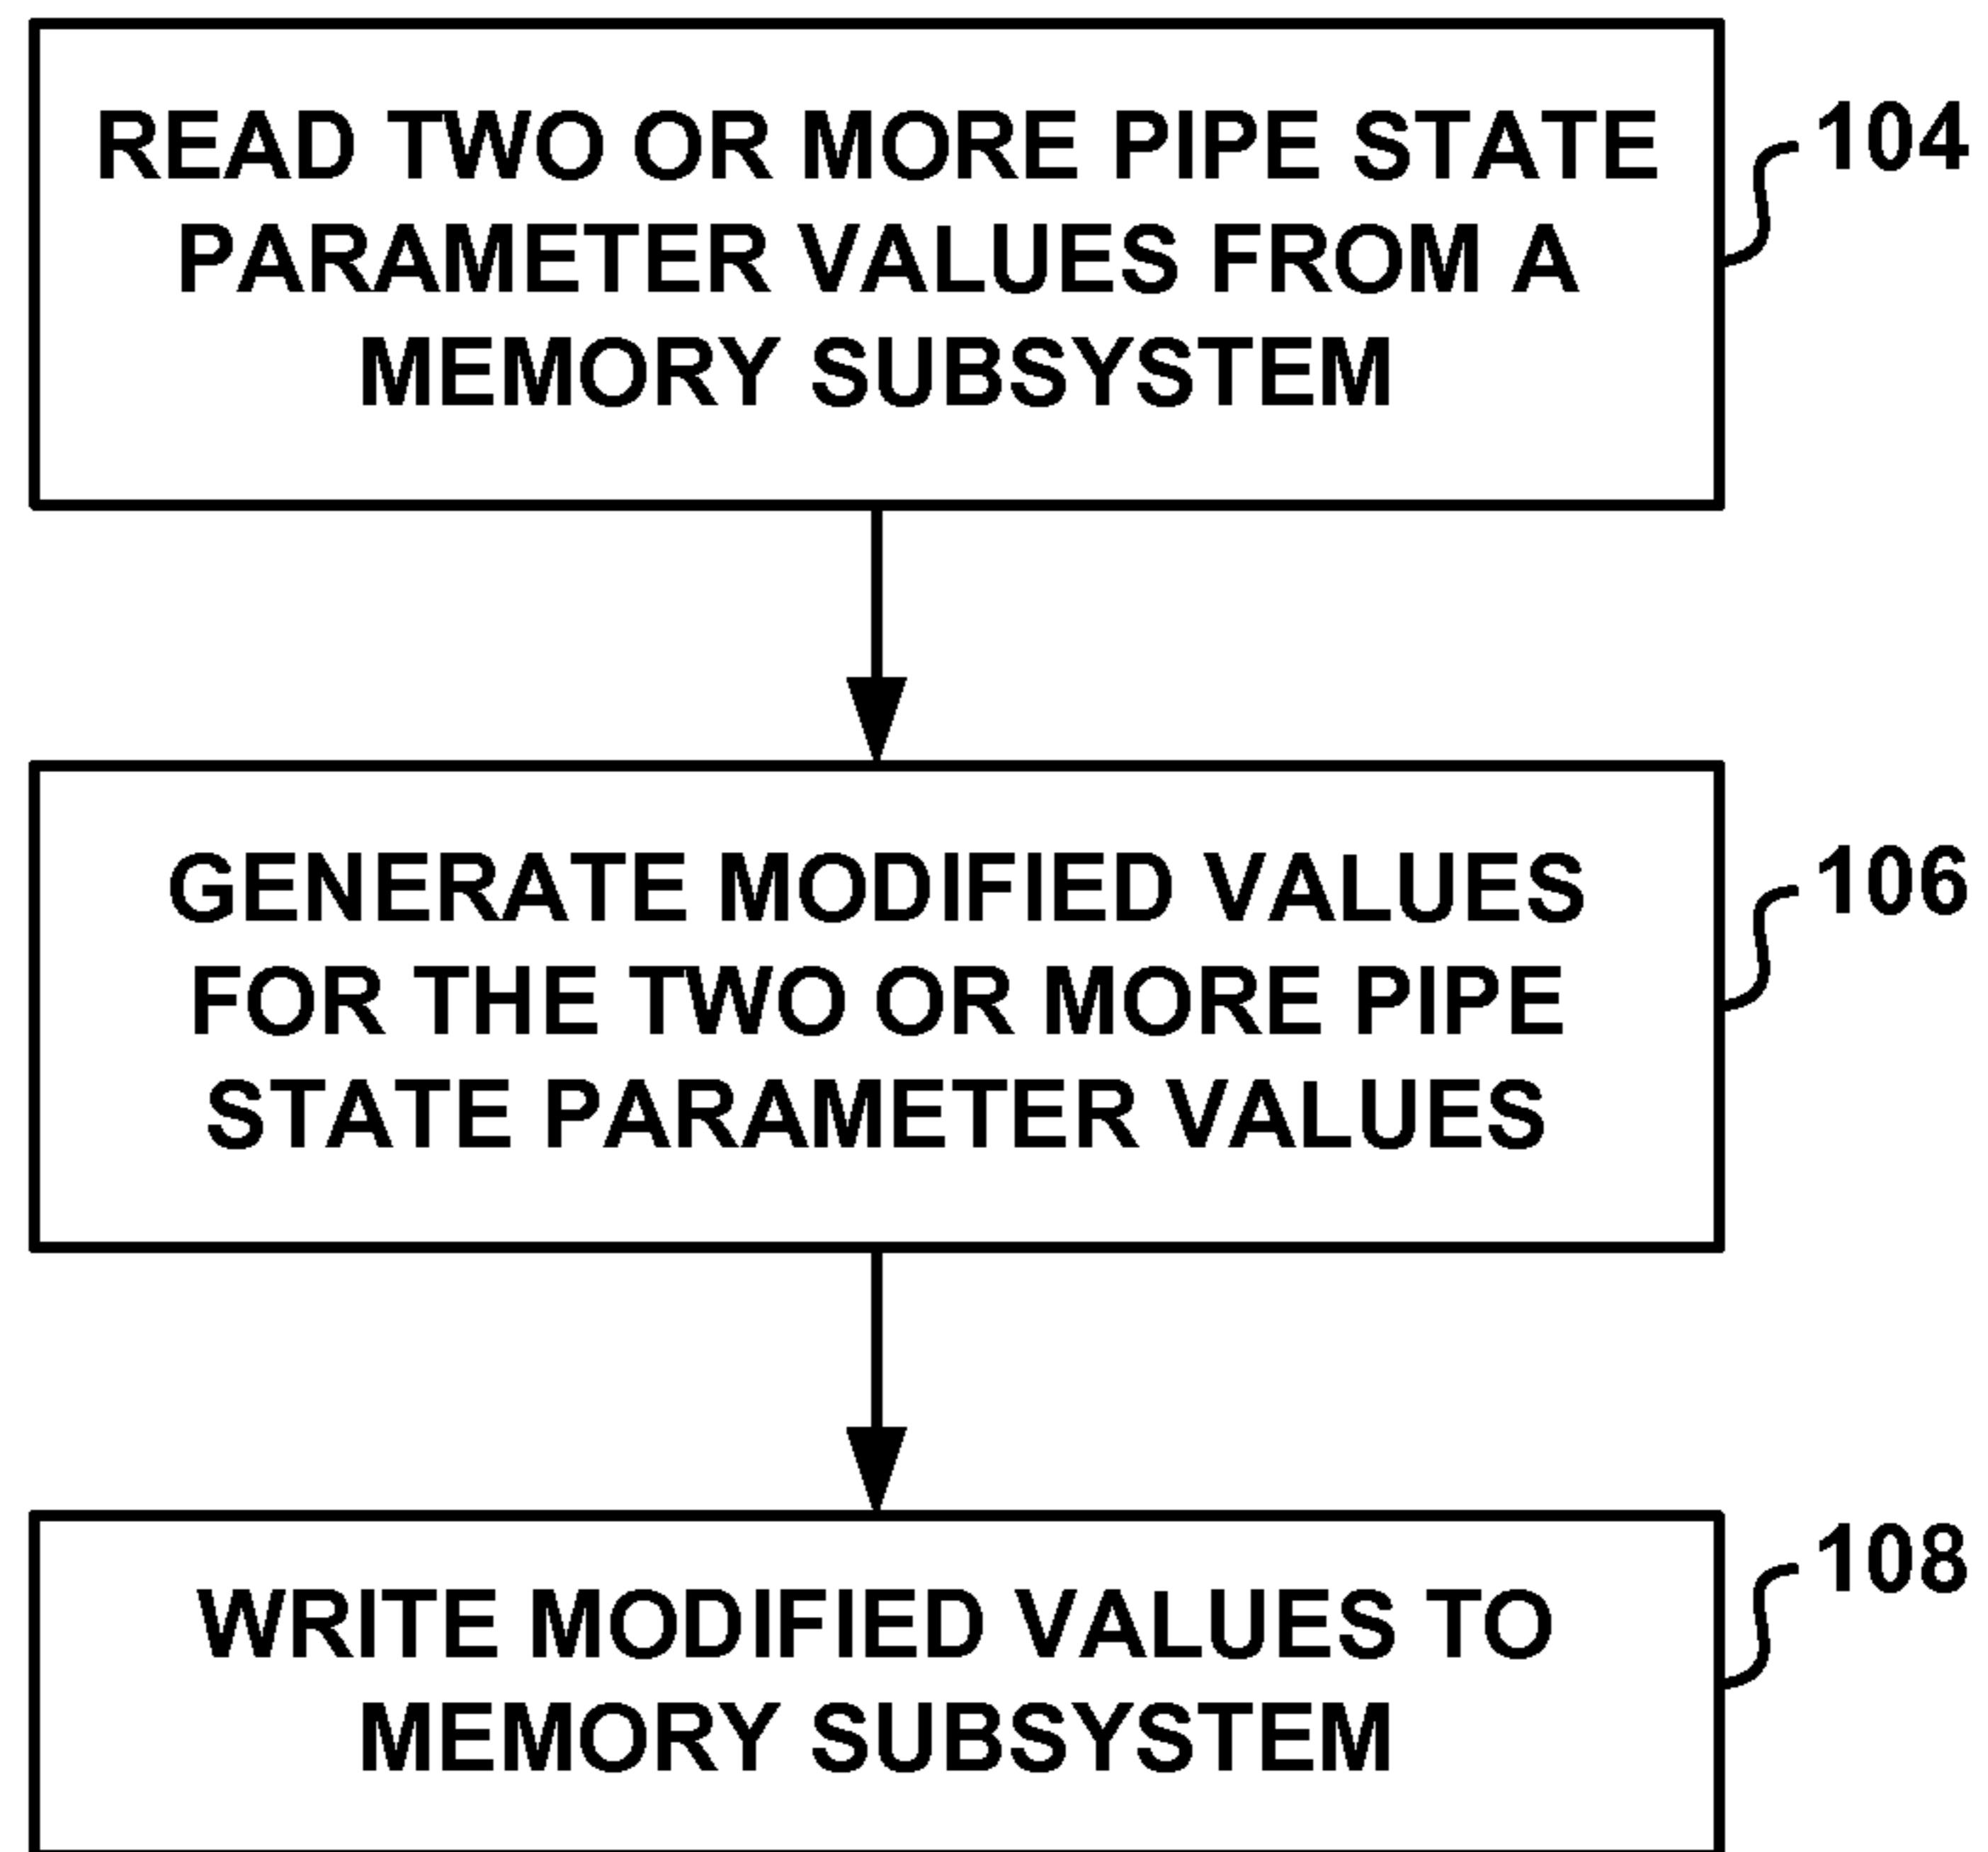 READ TWO OR MORE PIPE STATE
PARAMETER VALUES FROM A
MEMORY SUBSYSTEM
104
GENERATE MODIFIED VALUES
FOR THE TWO OR MORE PIPE
STATE PARAMETER VALUES
106
WRITE MODIFIED VALUES TO
MEMORY SUBSYSTEM
108